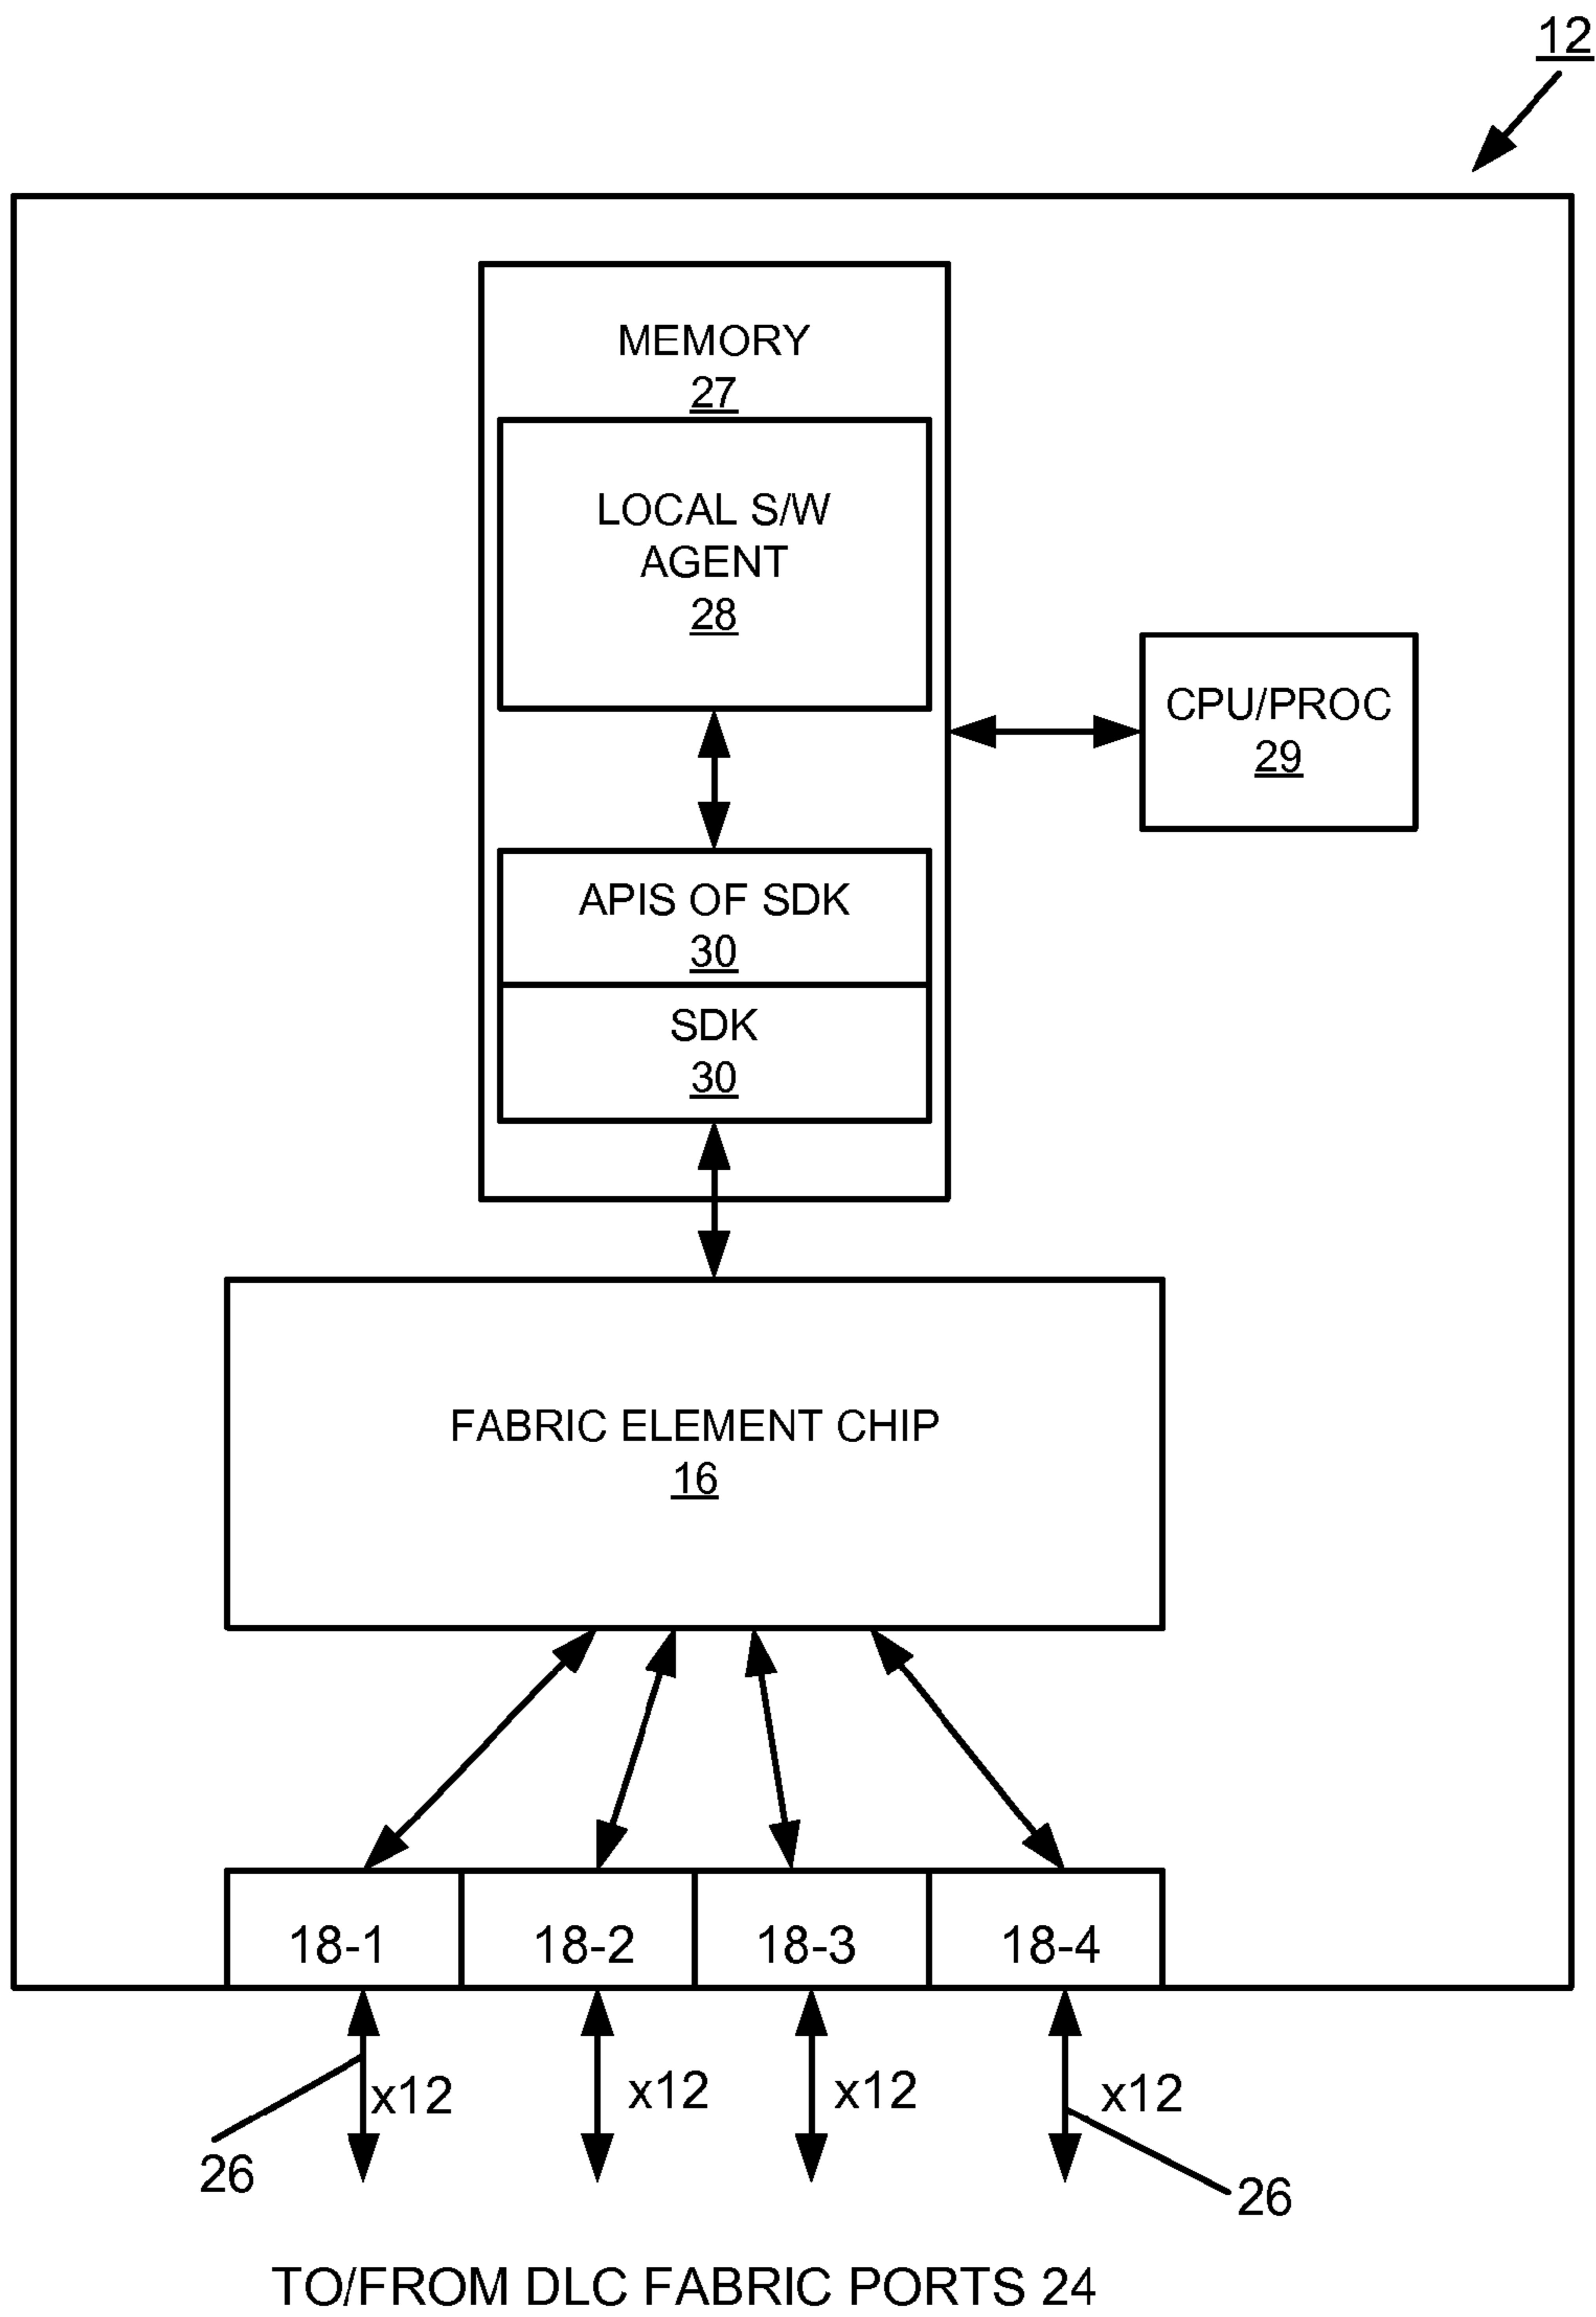 12
MEMORY
27
LOCAL S/W
AGENT
28
CPU/PROC
29
APIS OF SDK
30
SDK
30
FABRIC ELEMENT CHIP
16
18-1
18-2
18-3
18-4
x12
x12
x12
x12
26
26
TO/FROM DLC FABRIC PORTS 24